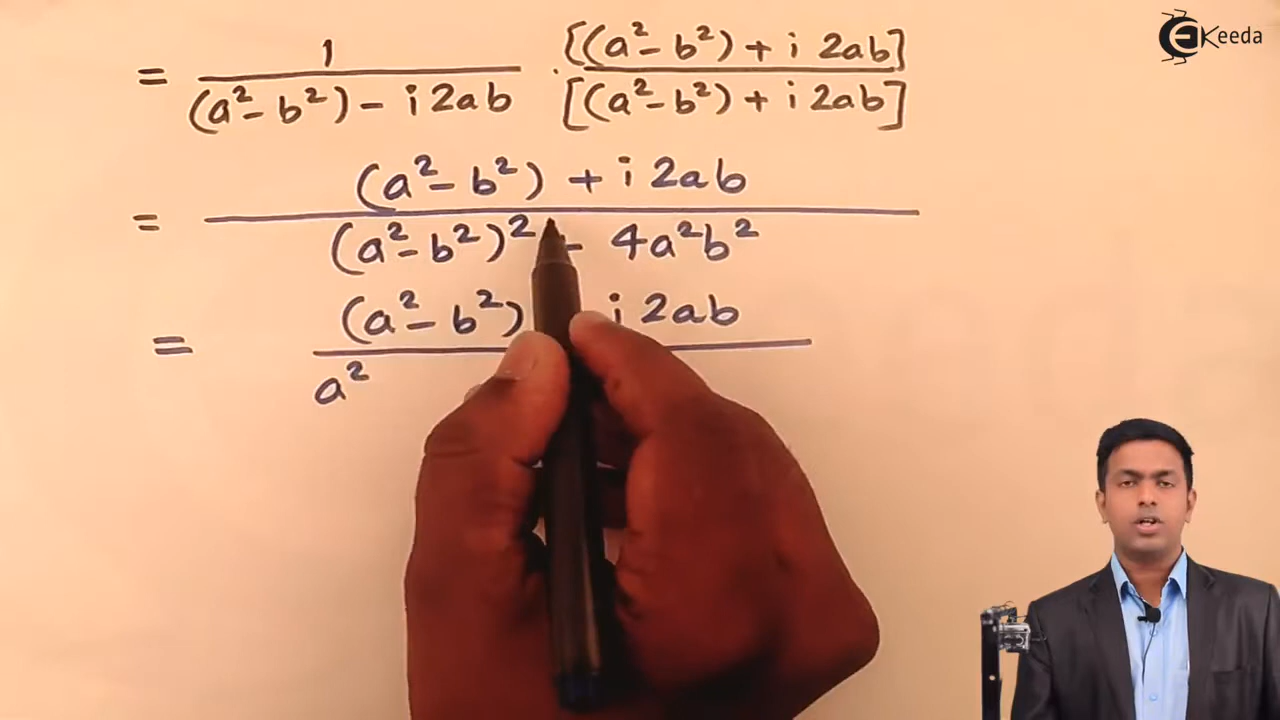 = 1 / ((a²-b²) - i 2ab) · [(a²-b²) + i 2ab] / [(a²-b²) + i 2ab]
= ((a²-b²) + i 2ab) / ((a²-b²)² - 4a²b²)
= (a²-b²) i 2ab / a²
EKeeda